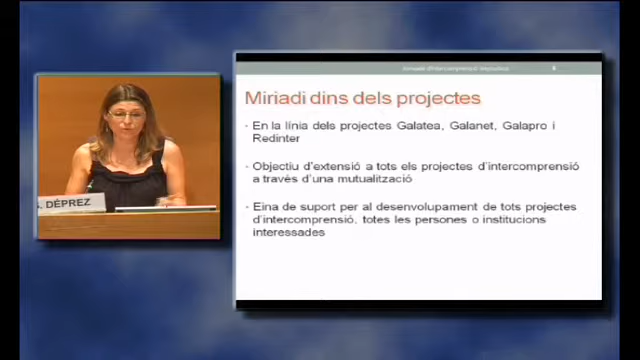 Miriadi dins dels projectes
En la línia dels projectes Galatea, Galanet, Galapro i
Redinter
Objectiu d'extensió a tots els projectes d'intercomprensió
a través d'una mutualització
Eina de suport per al desenvolupament de tots projectes
d'intercomprensió, totes les persones o institucions
interessades
DÉPREZ